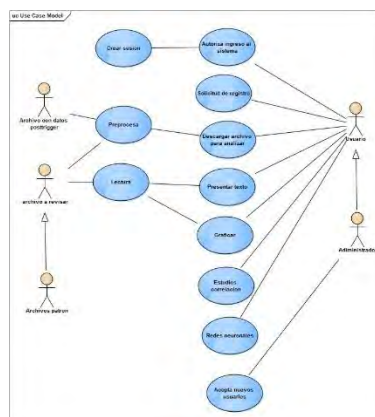 uc Use Case Model
Crear sesion
Autoriza ingreso al
sistema
Solicitud de registro
Archivo con datos
posttrigger
Preprocesa
Descargar archivo
para analizar
Usuario
archivo a revisar
Lectura
Presentar texto
Graficar
Administrador
Estudios
correlacion
Archivos patron
Redes neuronales
Acepta nuevos
usuarios